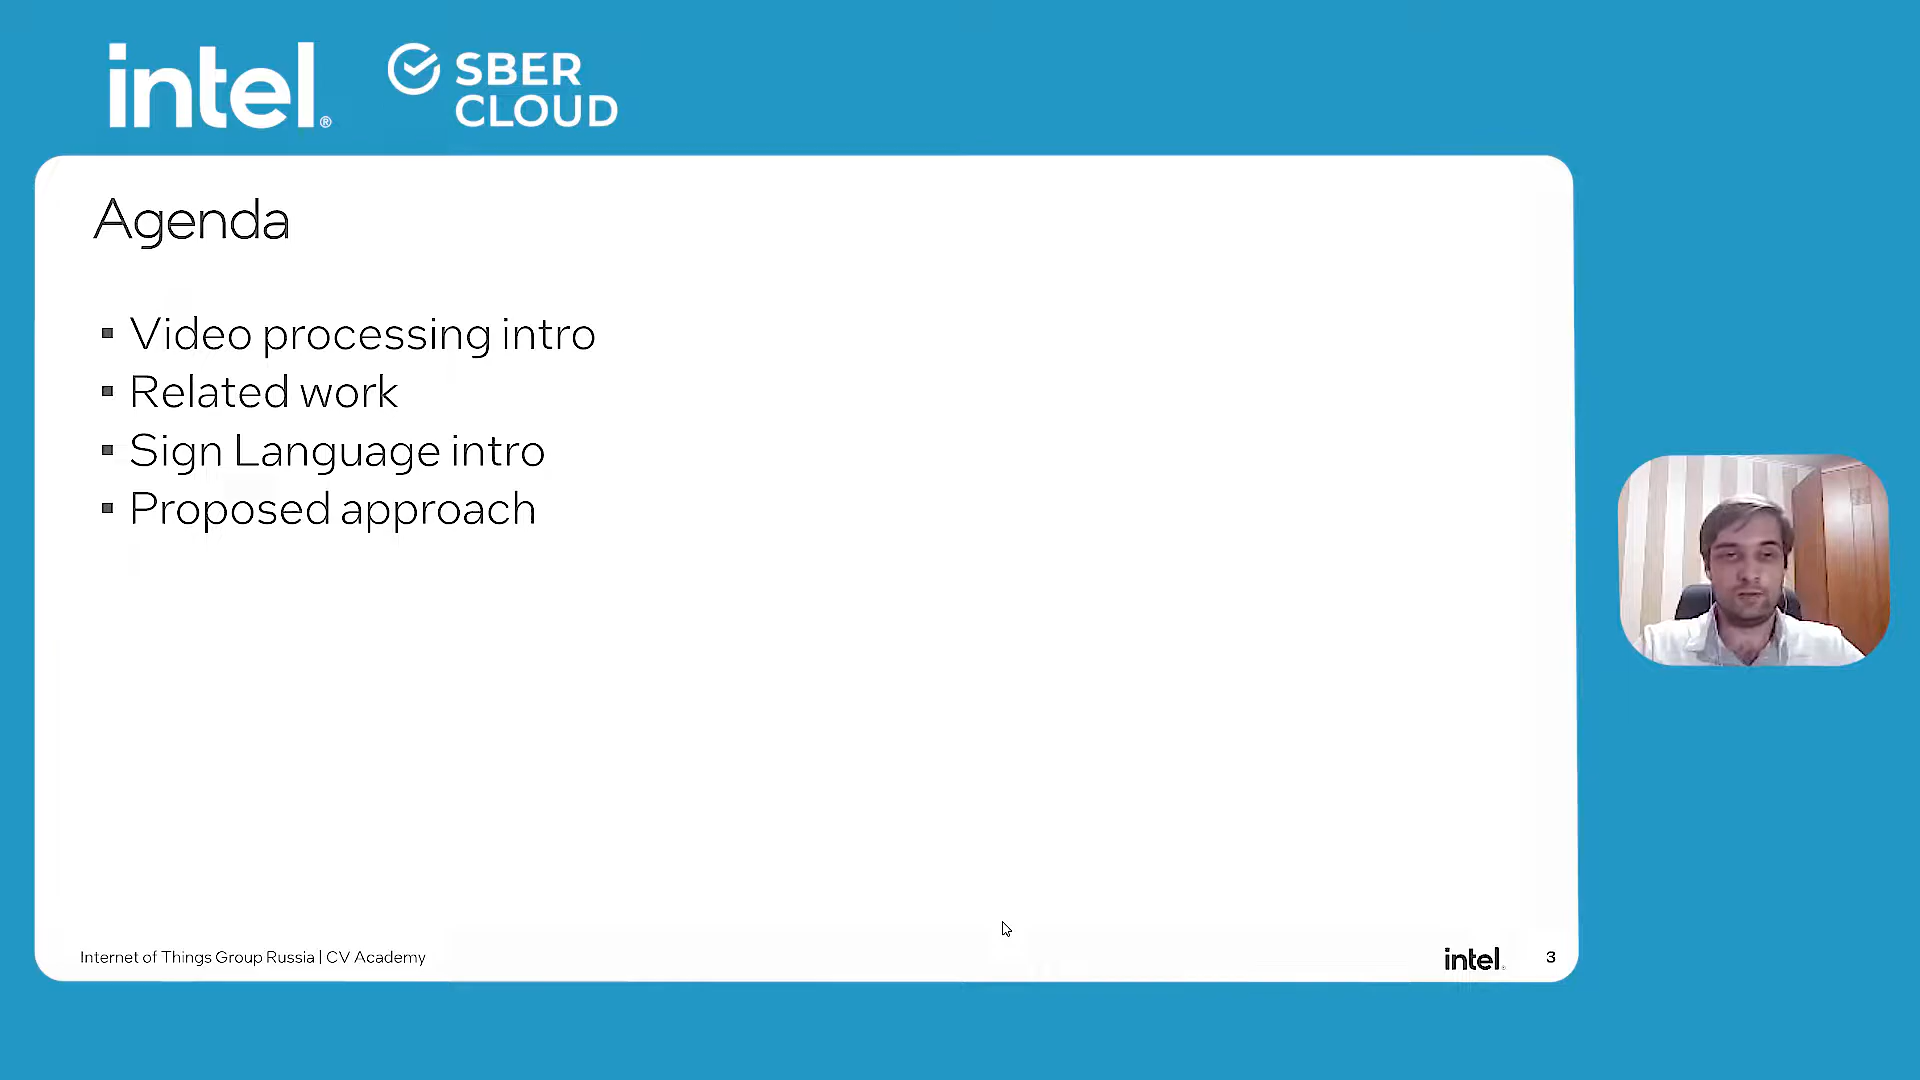 intel®
SBER
CLOUD
Agenda
▪ Video processing intro
▪ Related work
▪ Sign Language intro
▪ Proposed approach
Internet of Things Group Russia | CV Academy
intel.
3